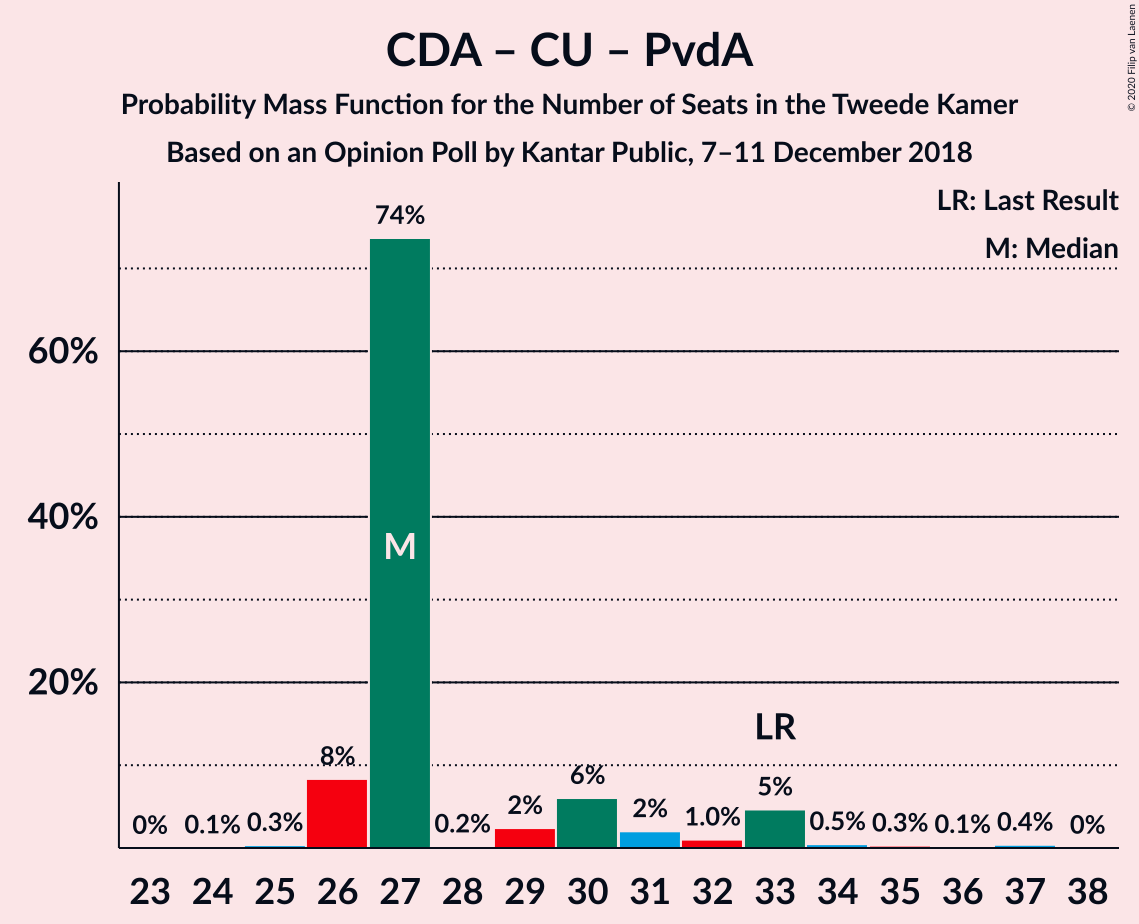 CDA – CU – PvdA
Probability Mass Function for the Number of Seats in the Tweede Kamer
Based on an Opinion Poll by Kantar Public, 7–11 December 2018
© 2020 Filip van Laenen
LR: Last Result
M: Median
60%
40%
20%
0% 0.1% 0.3% 8% 74% 0.2% 2% 6% 2% 1.0% 5% 0.5% 0.3% 0.1% 0.4% 0%
M
LR
23 24 25 26 27 28 29 30 31 32 33 34 35 36 37 38